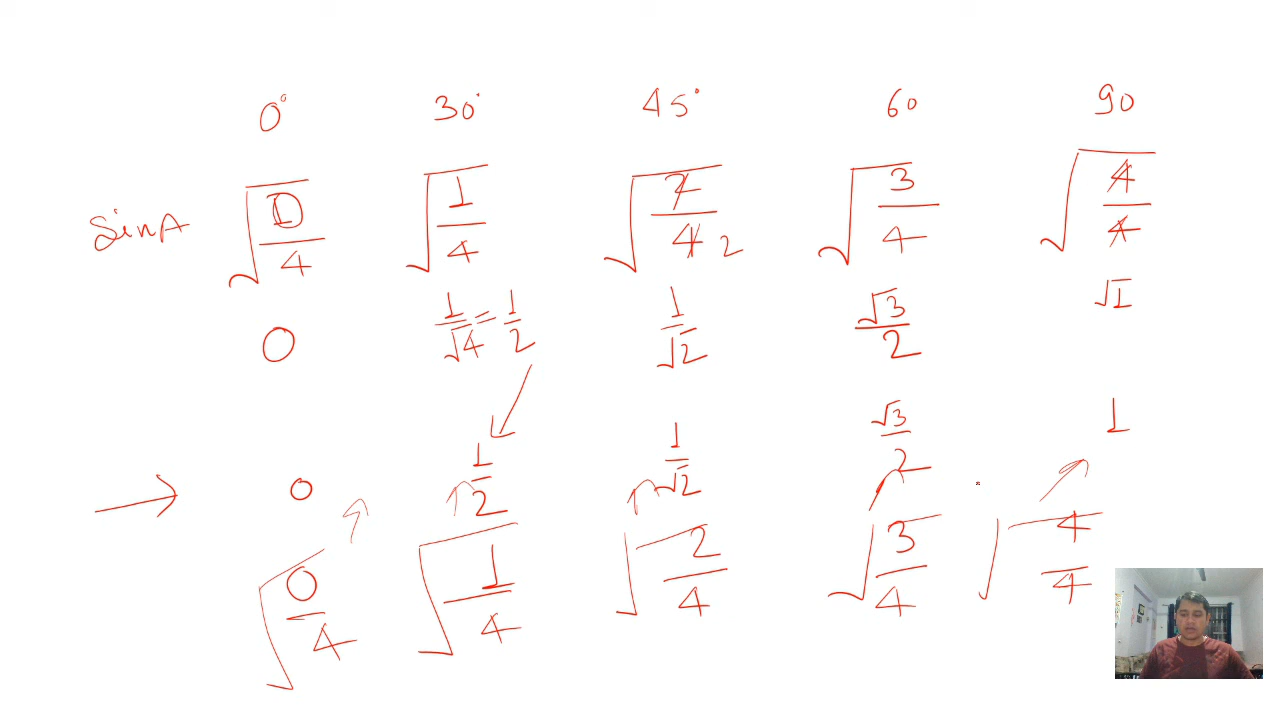 0° 30° 45° 60 90
sinA √0/4 √1/4 √2/4 2 √3/4 √4/4
0 1/√4 = 1/2 1/√2 √3/2 √1
→ 0 1/2 1/√2 √3/2 1
√0/4 √1/4 √2/4 √3/4 √4/4